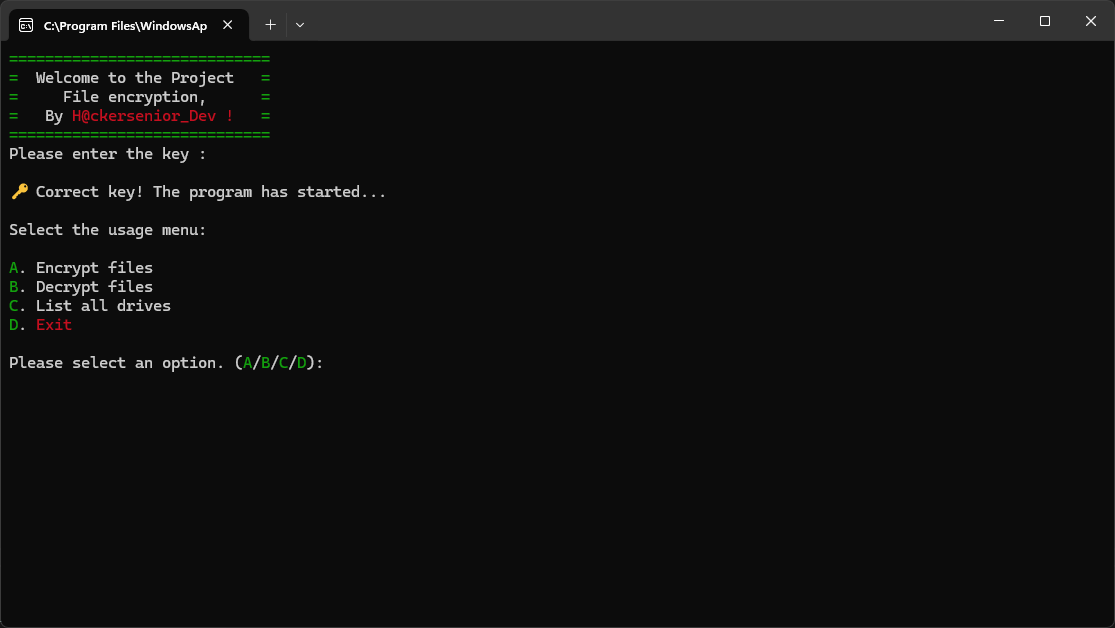 C:\Program Files\WindowsAp
=============================
=  Welcome to the Project   =
=     File encryption,      =
=   By H@ckersenior_Dev !   =
=============================
Please enter the key :
🔑 Correct key! The program has started...
Select the usage menu:
A. Encrypt files
B. Decrypt files
C. List all drives
D. Exit
Please select an option. (A/B/C/D):